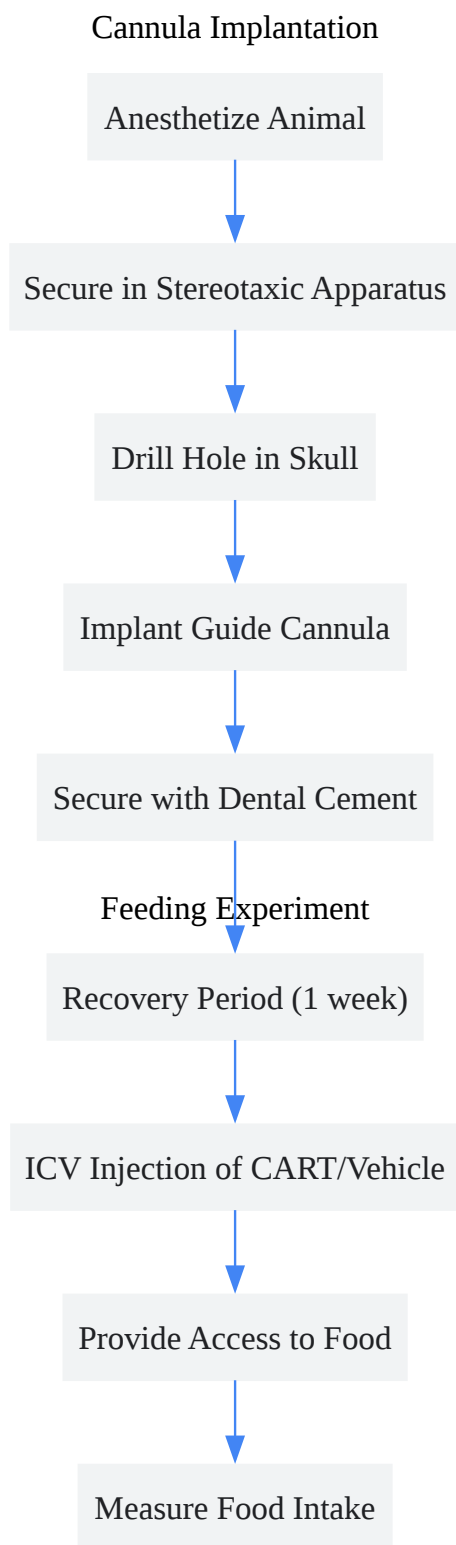 Cannula Implantation
Anesthetize Animal
Secure in Stereotaxic Apparatus
Drill Hole in Skull
Implant Guide Cannula
Secure with Dental Cement
Feeding Experiment
Recovery Period (1 week)
ICV Injection of CART/Vehicle
Provide Access to Food
Measure Food Intake